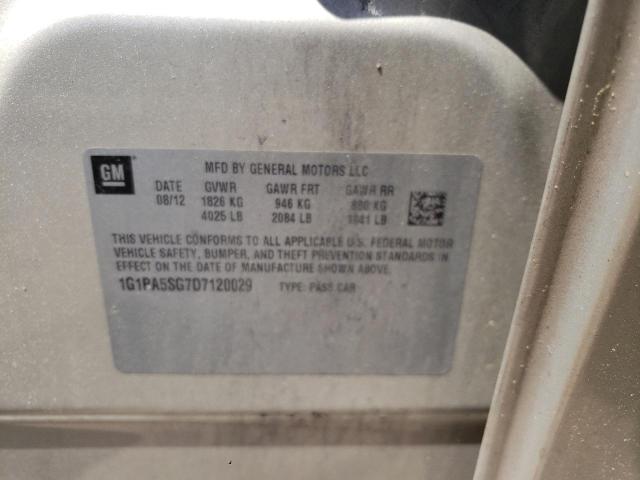 GM
MFD BY GENERAL MOTORS LLC
DATE GVWR GAWR FRT GAWR RR
08/12 1826 KG 946 KG 880 KG
4025 LB 2084 LB 1941 LB
THIS VEHICLE CONFORMS TO ALL APPLICABLE U.S. FEDERAL MOTOR
VEHICLE SAFETY, BUMPER, AND THEFT PREVENTION STANDARDS IN
EFFECT ON THE DATE OF MANUFACTURE SHOWN ABOVE.
1G1PA5SG7D7120029 TYPE: PASS CAR